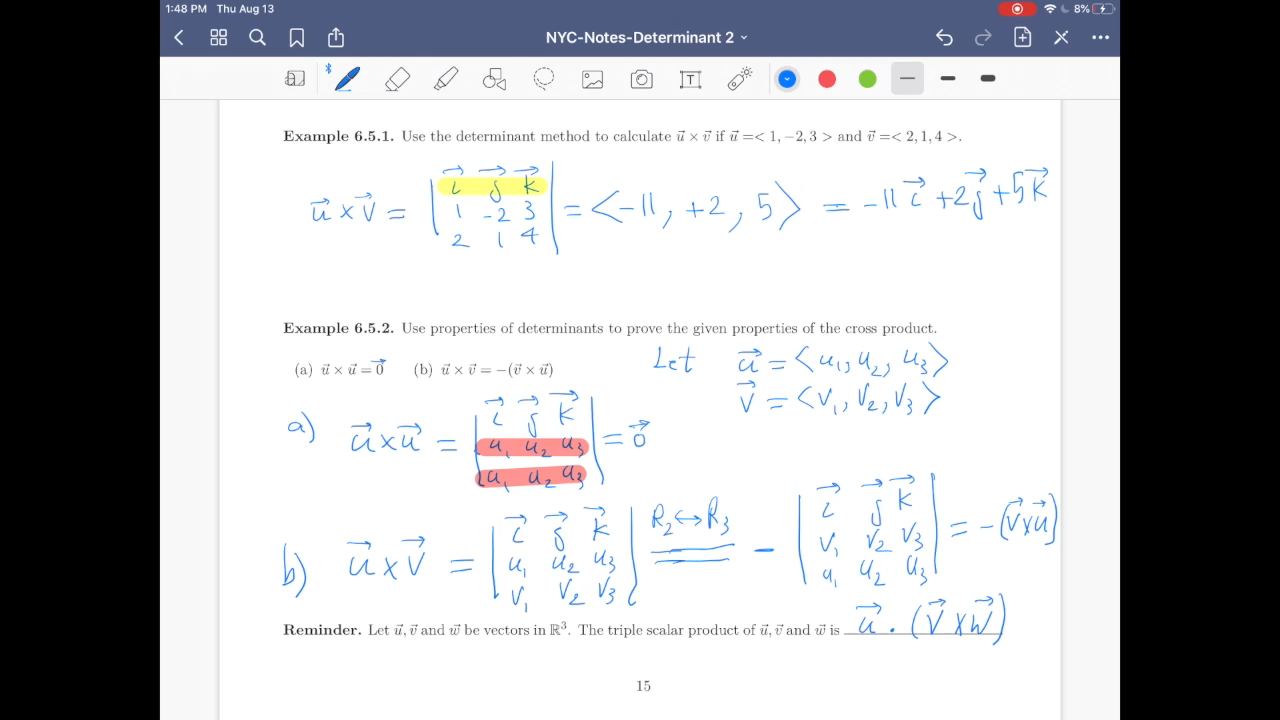 1:48 PM Thu Aug 13 8%
NYC-Notes-Determinant 2
T
Example 6.5.1. Use the determinant method to calculate u⃗ × v⃗ if u⃗ =< 1, −2, 3 > and v⃗ =< 2, 1, 4 >.
u⃗ × v⃗ = | i⃗ j⃗ k⃗ | = ⟨−11, +2, 5⟩ = −11 i⃗ + 2 j⃗ + 5 k⃗
1 −2 3
2 1 4
Example 6.5.2. Use properties of determinants to prove the given properties of the cross product.
(a) u⃗ × u⃗ = 0⃗ (b) u⃗ × v⃗ = −(v⃗ × u⃗)
Let u⃗ = ⟨u₁, u₂, u₃⟩
v⃗ = ⟨v₁, v₂, v₃⟩
a) u⃗ × u⃗ = | i⃗ j⃗ k⃗ | = 0⃗
u₁ u₂ u₃
u₁ u₂ u₃
b) u⃗ × v⃗ = | i⃗ j⃗ k⃗ | R₂ ↔ R₃ = − | i⃗ j⃗ k⃗ | = −(v⃗ × u⃗)
u₁ u₂ u₃ v₁ v₂ v₃
v₁ v₂ v₃ u₁ u₂ u₃
Reminder. Let u⃗, v⃗ and w⃗ be vectors in ℝ³. The triple scalar product of u⃗, v⃗ and w⃗ is u⃗ · (v⃗ × w⃗)
15